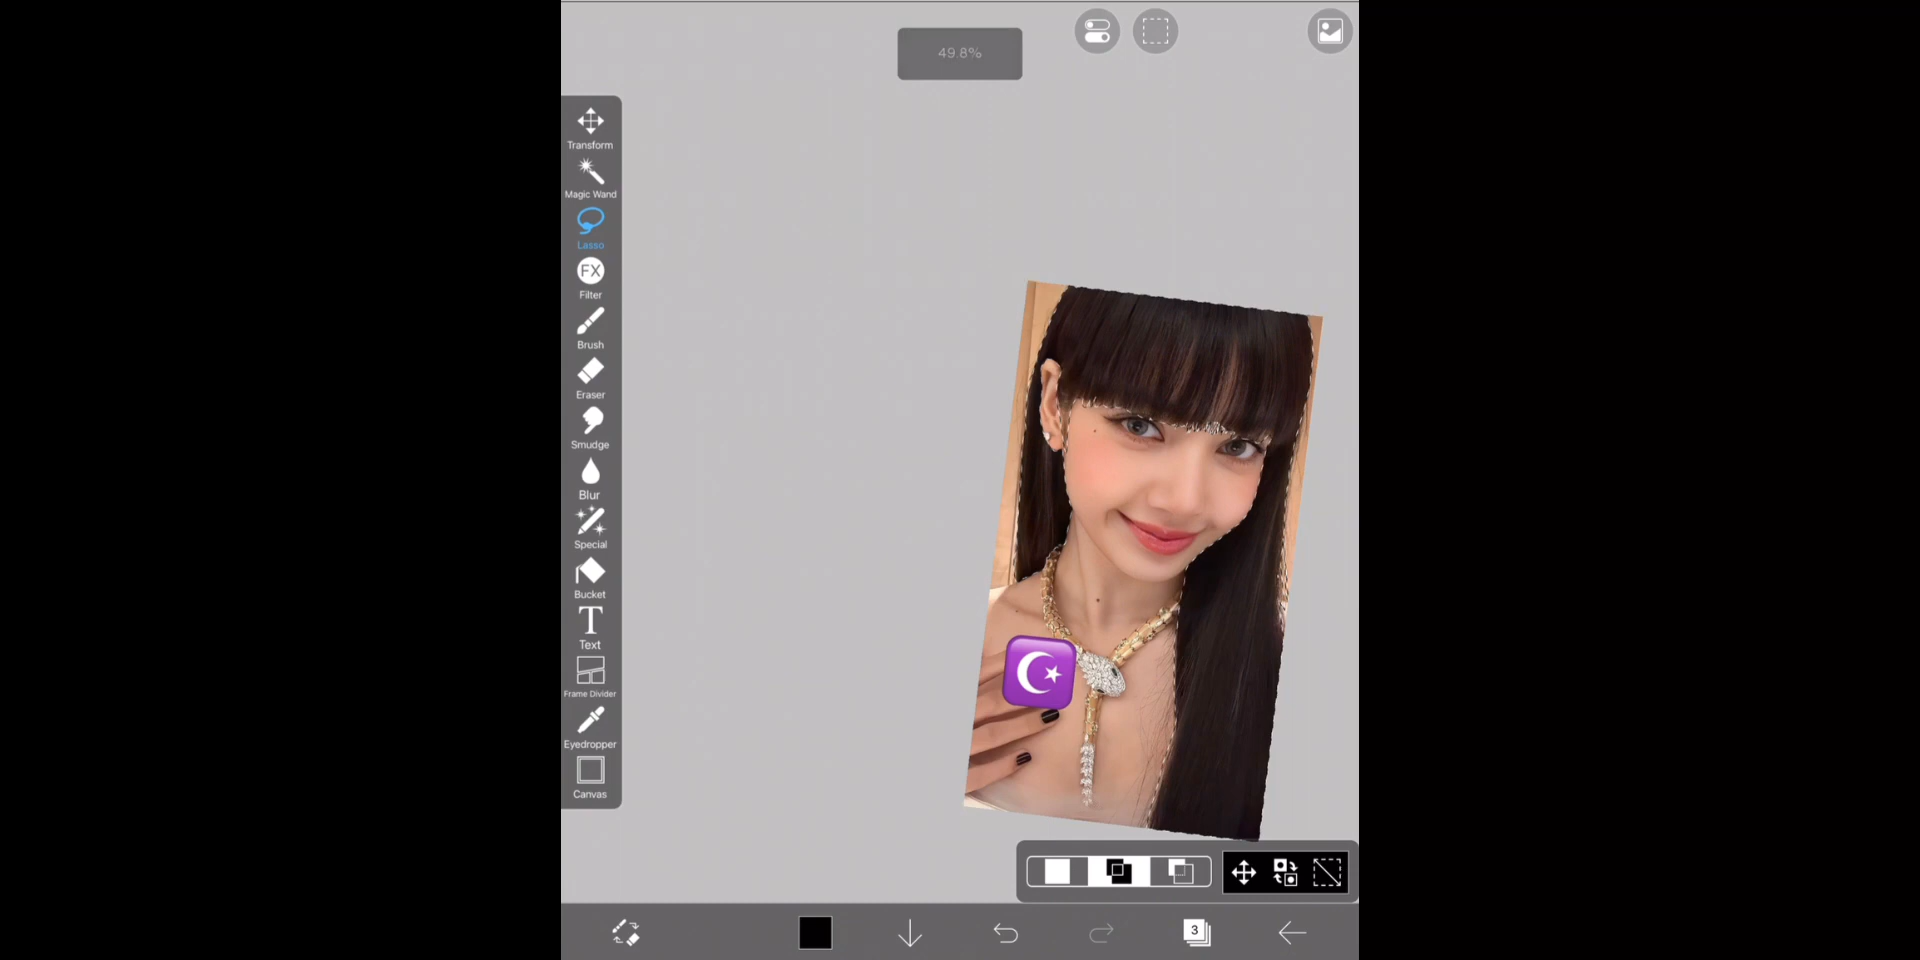 49.8%
Transform
Magic Wand
Lasso
FX
Filter
Brush
Eraser
Smudge
Blur
Special
Bucket
T
Text
Frame Divider
Eyedropper
Canvas
3